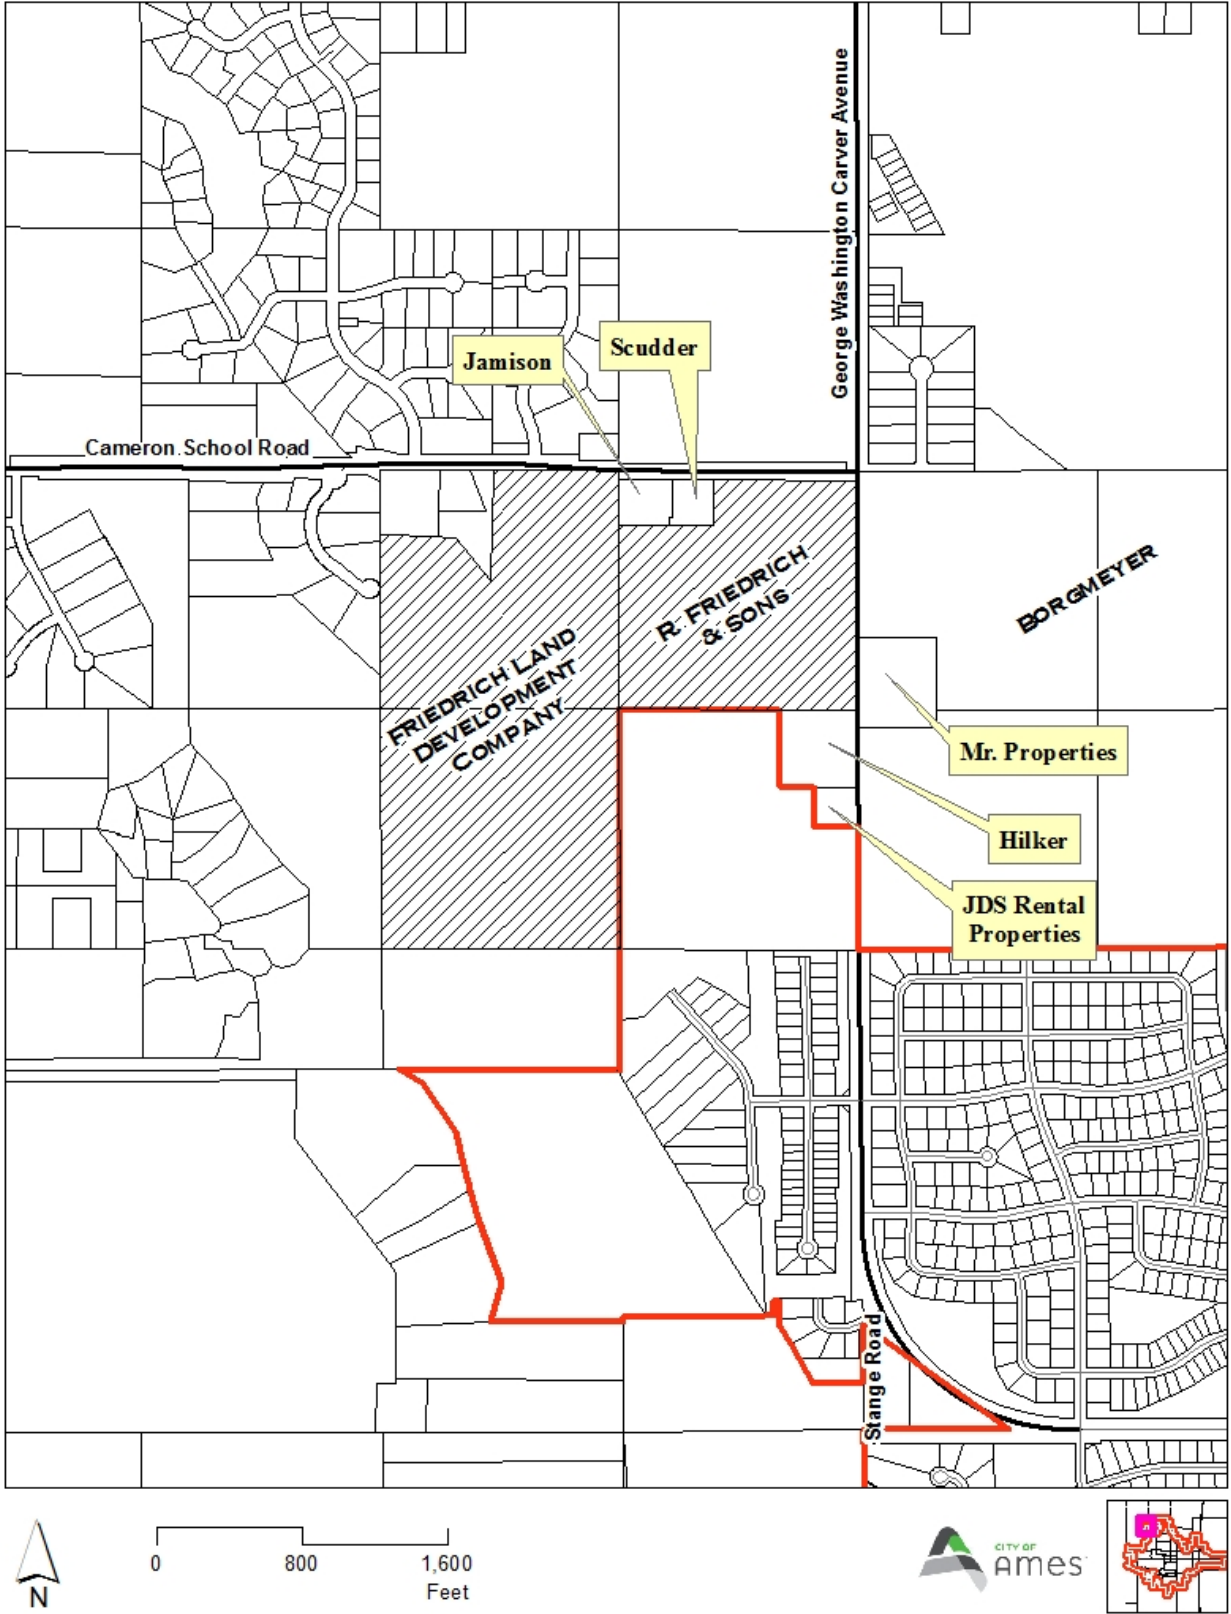 George Washington Carver Avenue
Scudder
Jamison
Cameron School Road
R. FRIEDRICH
& SONS
BORGMEYER
FRIEDRICH LAND
DEVELOPMENT
COMPANY
Mr. Properties
Hilker
JDS Rental
Properties
Stange Road
N
0 800 1,600
Feet
CITY OF
AMES